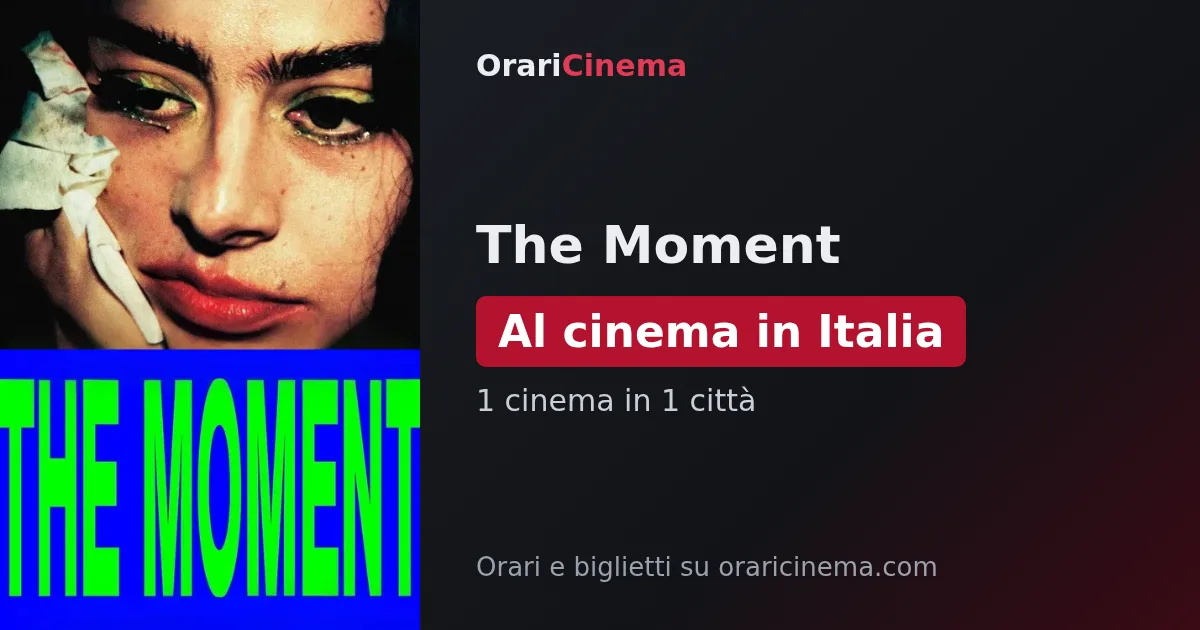 THE MOMENT
OrariCinema
The Moment
Al cinema in Italia
1 cinema in 1 città
Orari e biglietti su oraricinema.com